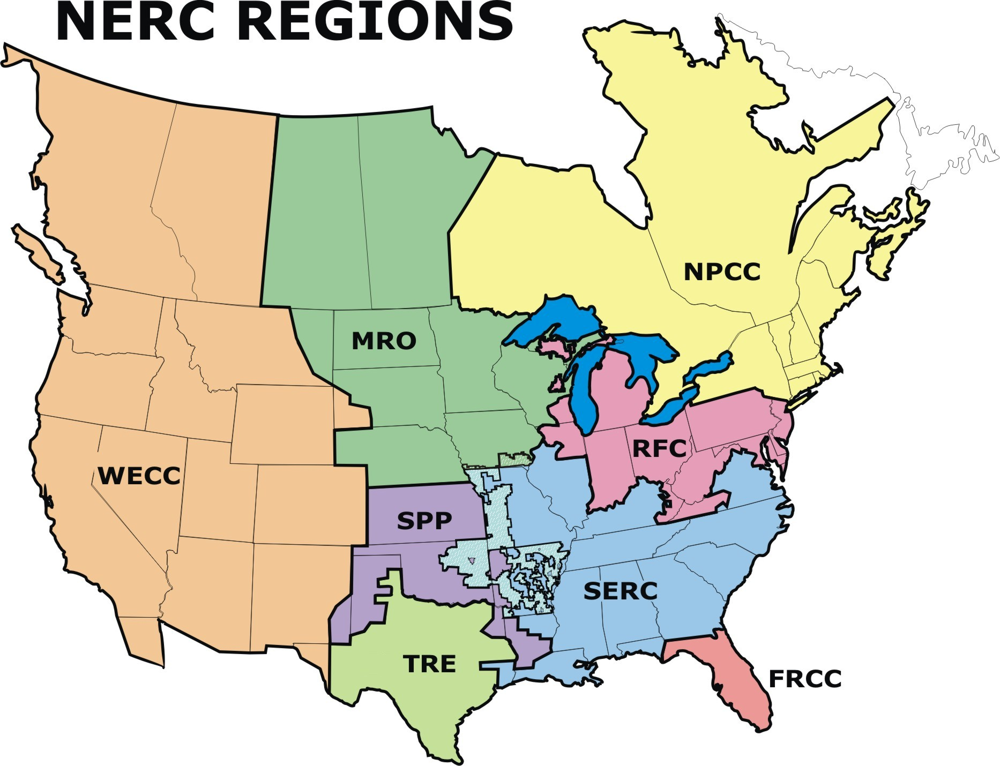 NERC REGIONS
NPCC
MRO
RFC
WECC
SPP
SERC
TRE
FRCC